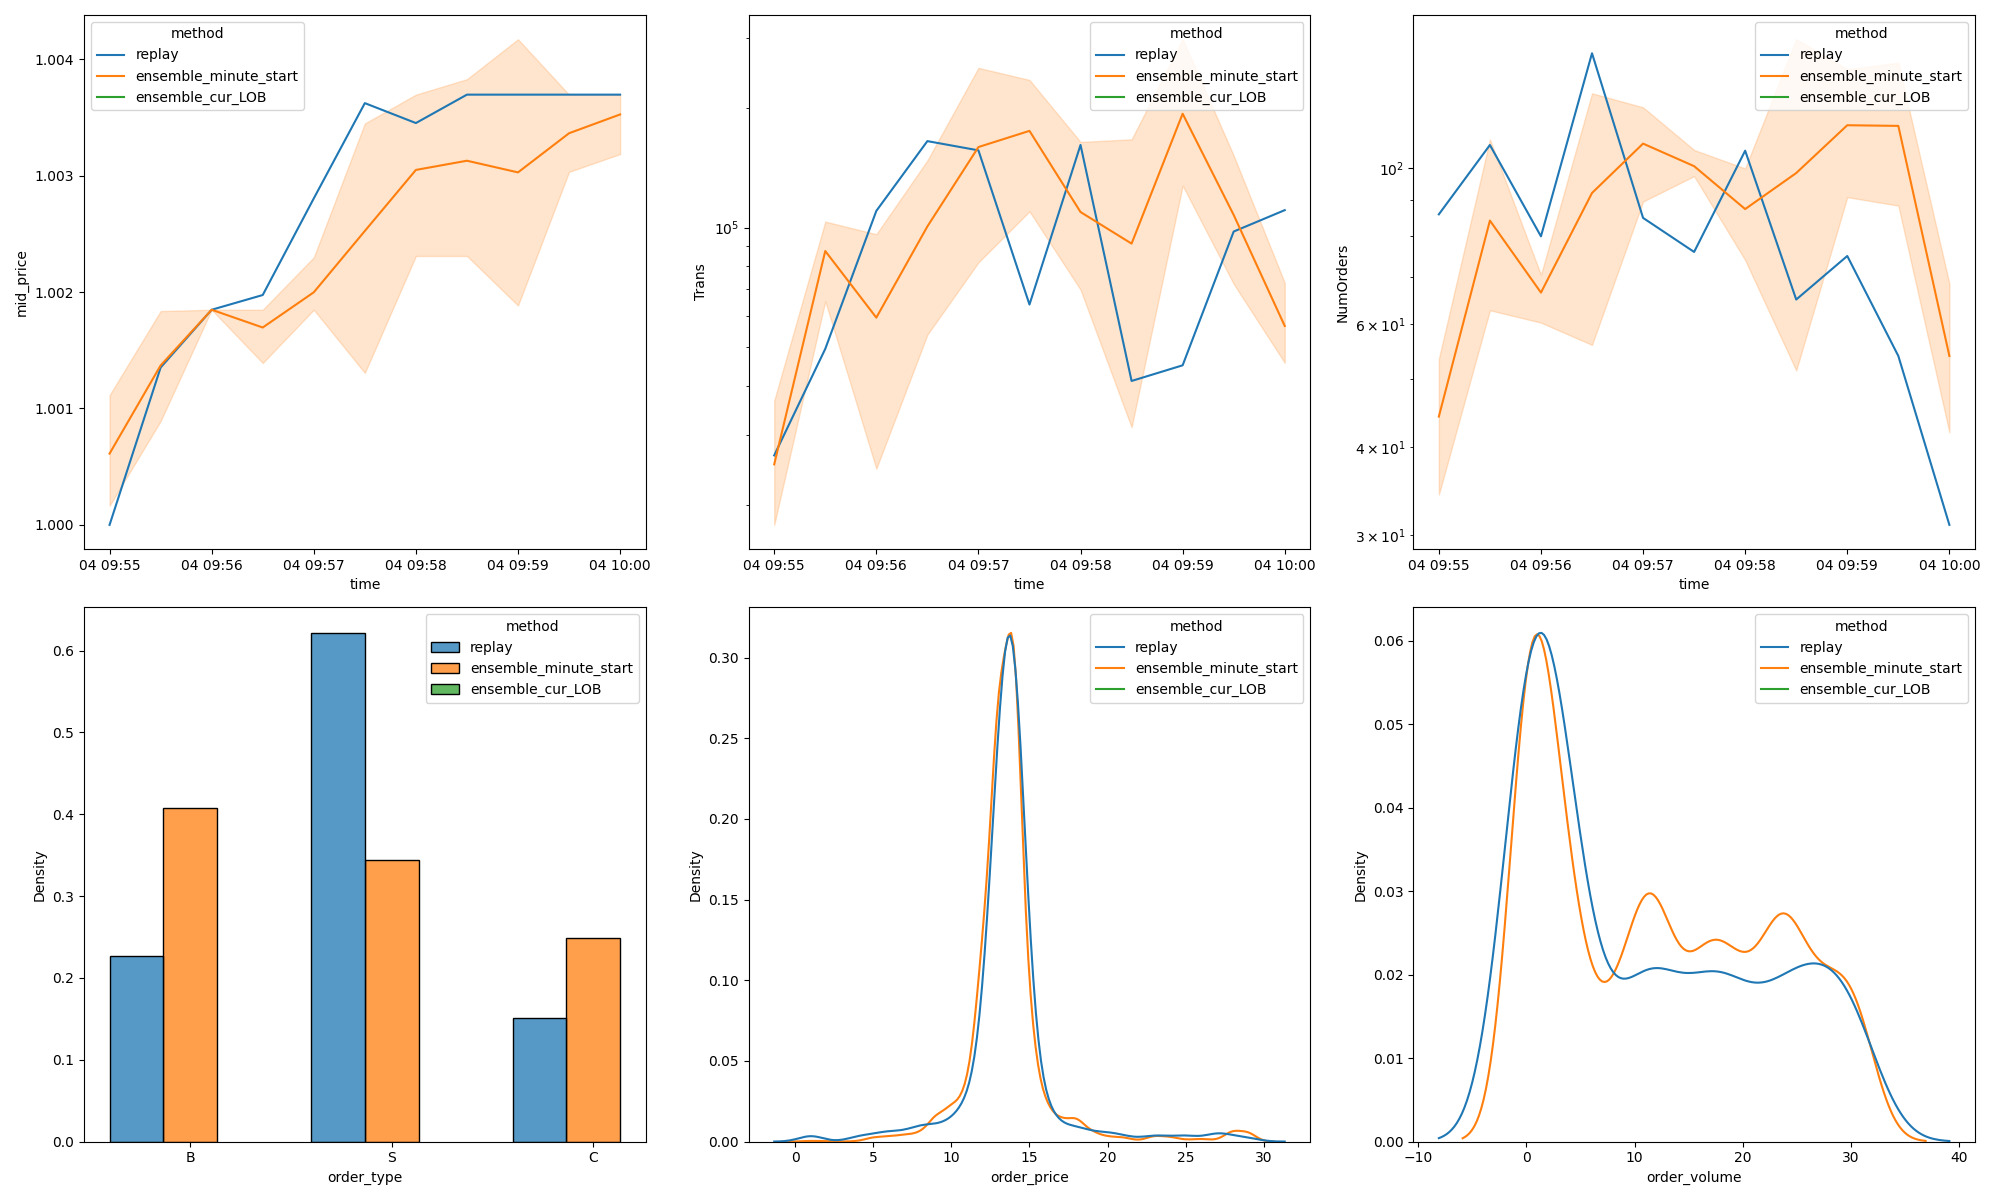 method
replay
ensemble_minute_start
ensemble_cur_LOB
1.004
1.003
1.002
1.001
1.000
mid_price
04 09:55
04 09:56
04 09:57
04 09:58
04 09:59
04 10:00
time
method
replay
ensemble_minute_start
ensemble_cur_LOB
10^5
Trans
04 09:55
04 09:56
04 09:57
04 09:58
04 09:59
04 10:00
time
method
replay
ensemble_minute_start
ensemble_cur_LOB
10^2
6 × 10^1
4 × 10^1
3 × 10^1
NumOrders
04 09:55
04 09:56
04 09:57
04 09:58
04 09:59
04 10:00
time
method
replay
ensemble_minute_start
ensemble_cur_LOB
0.6
0.5
0.4
0.3
0.2
0.1
0.0
Density
B
S
C
order_type
method
replay
ensemble_minute_start
ensemble_cur_LOB
0.30
0.25
0.20
0.15
0.10
0.05
0.00
Density
0
5
10
15
20
25
30
order_price
method
replay
ensemble_minute_start
ensemble_cur_LOB
0.06
0.05
0.04
0.03
0.02
0.01
0.00
Density
−10
0
10
20
30
40
order_volume